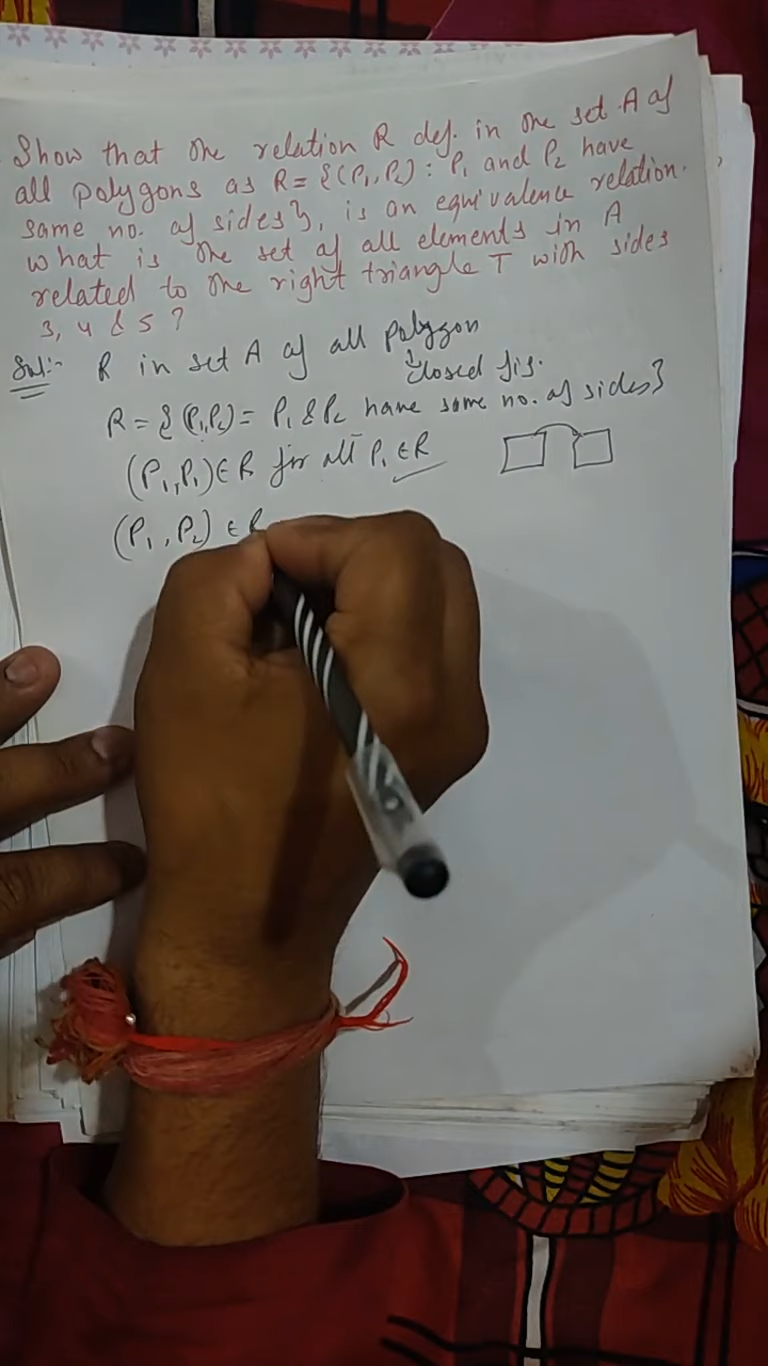 Show that the relation R def. in the set A of
all polygons as R = {(P₁, P₂) : P₁ and P₂ have
same no. of sides}, is an equivalence relation.
what is the set of all elements in A
related to the right triangle T with sides
3, 4 & 5 ?
Sol:- R in set A of all polygon
closed fig.
R = { (P₁,P₂) = P₁ & P₂ have same no. of sides}
(P₁, P₁) ∈ R for all P₁ ∈ R
(P₁, P₂) ∈ R